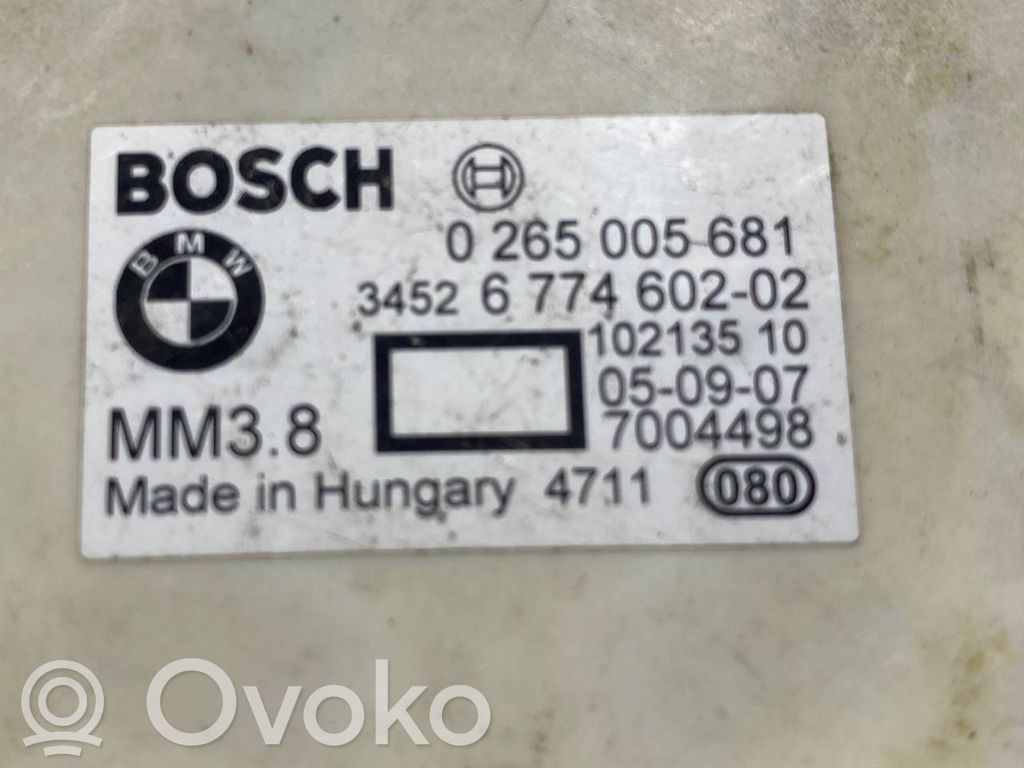 BOSCH
0 265 005 681
BMW
3452 6 774 602-02
102135 10
05-09-07
MM3.8
7004498
Made in Hungary 4711 080
Ovoko